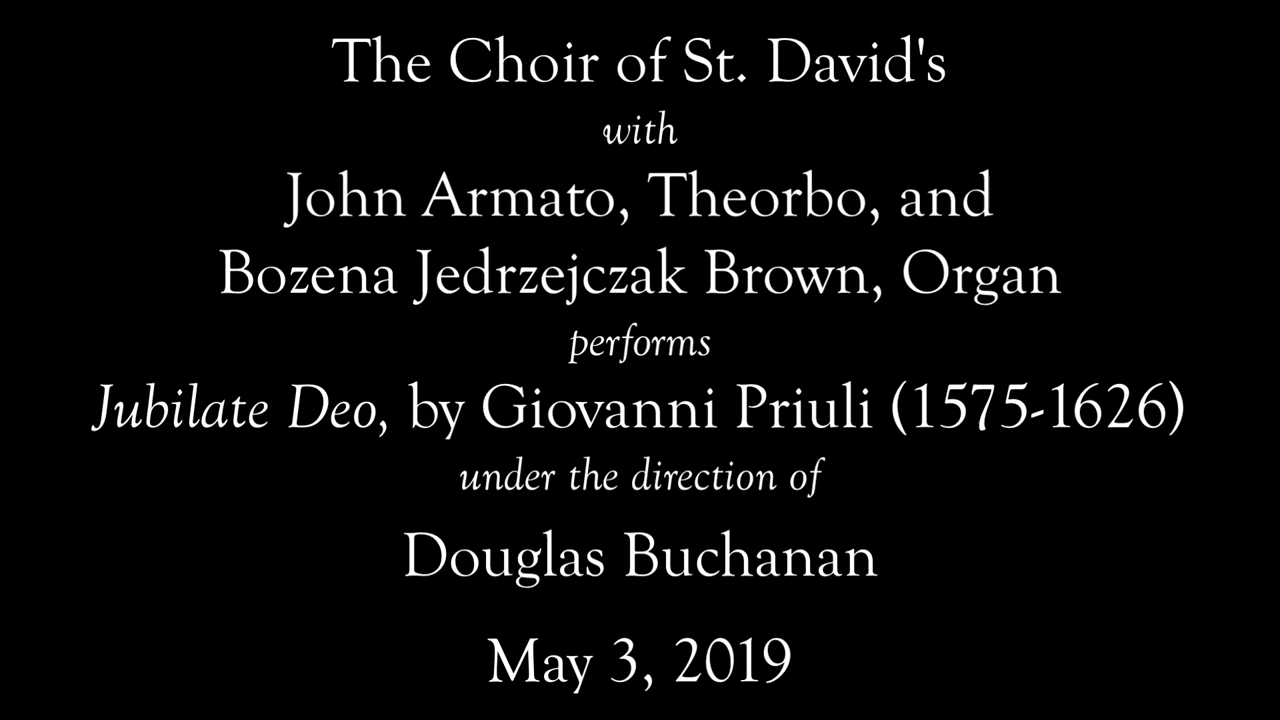 The Choir of St. David's
with
John Armato, Theorbo, and
Bozena Jedrzejczak Brown, Organ
performs
Jubilate Deo, by Giovanni Priuli (1575-1626)
under the direction of
Douglas Buchanan
May 3, 2019